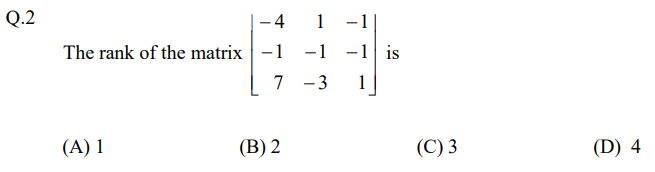 Q.2
−4 1 −1
The rank of the matrix −1 −1 −1 is
7 −3 1
(A) 1 (B) 2 (C) 3 (D) 4